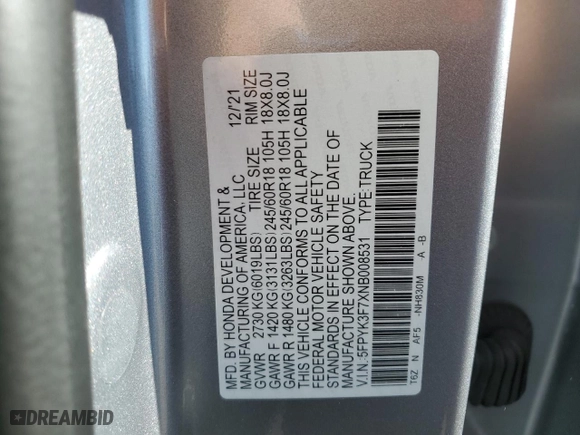 MFD. BY HONDA DEVELOPMENT &
MANUFACTURING OF AMERICA, LLC 12/'21
GVWR 2730 KG(6019LBS) TIRE SIZE RIM SIZE
GAWR F 1420 KG(3131LBS) 245/60R18 105H 18X8.0J
GAWR R 1480 KG(3263LBS) 245/60R18 105H 18X8.0J
THIS VEHICLE CONFORMS TO ALL APPLICABLE
FEDERAL MOTOR VEHICLE SAFETY
STANDARDS IN EFFECT ON THE DATE OF
MANUFACTURE SHOWN ABOVE.
V.I.N.:5FPYK3F7XNB008531 TYPE:TRUCK
T6Z N AF5 -NH830M A -B
DREAMBID